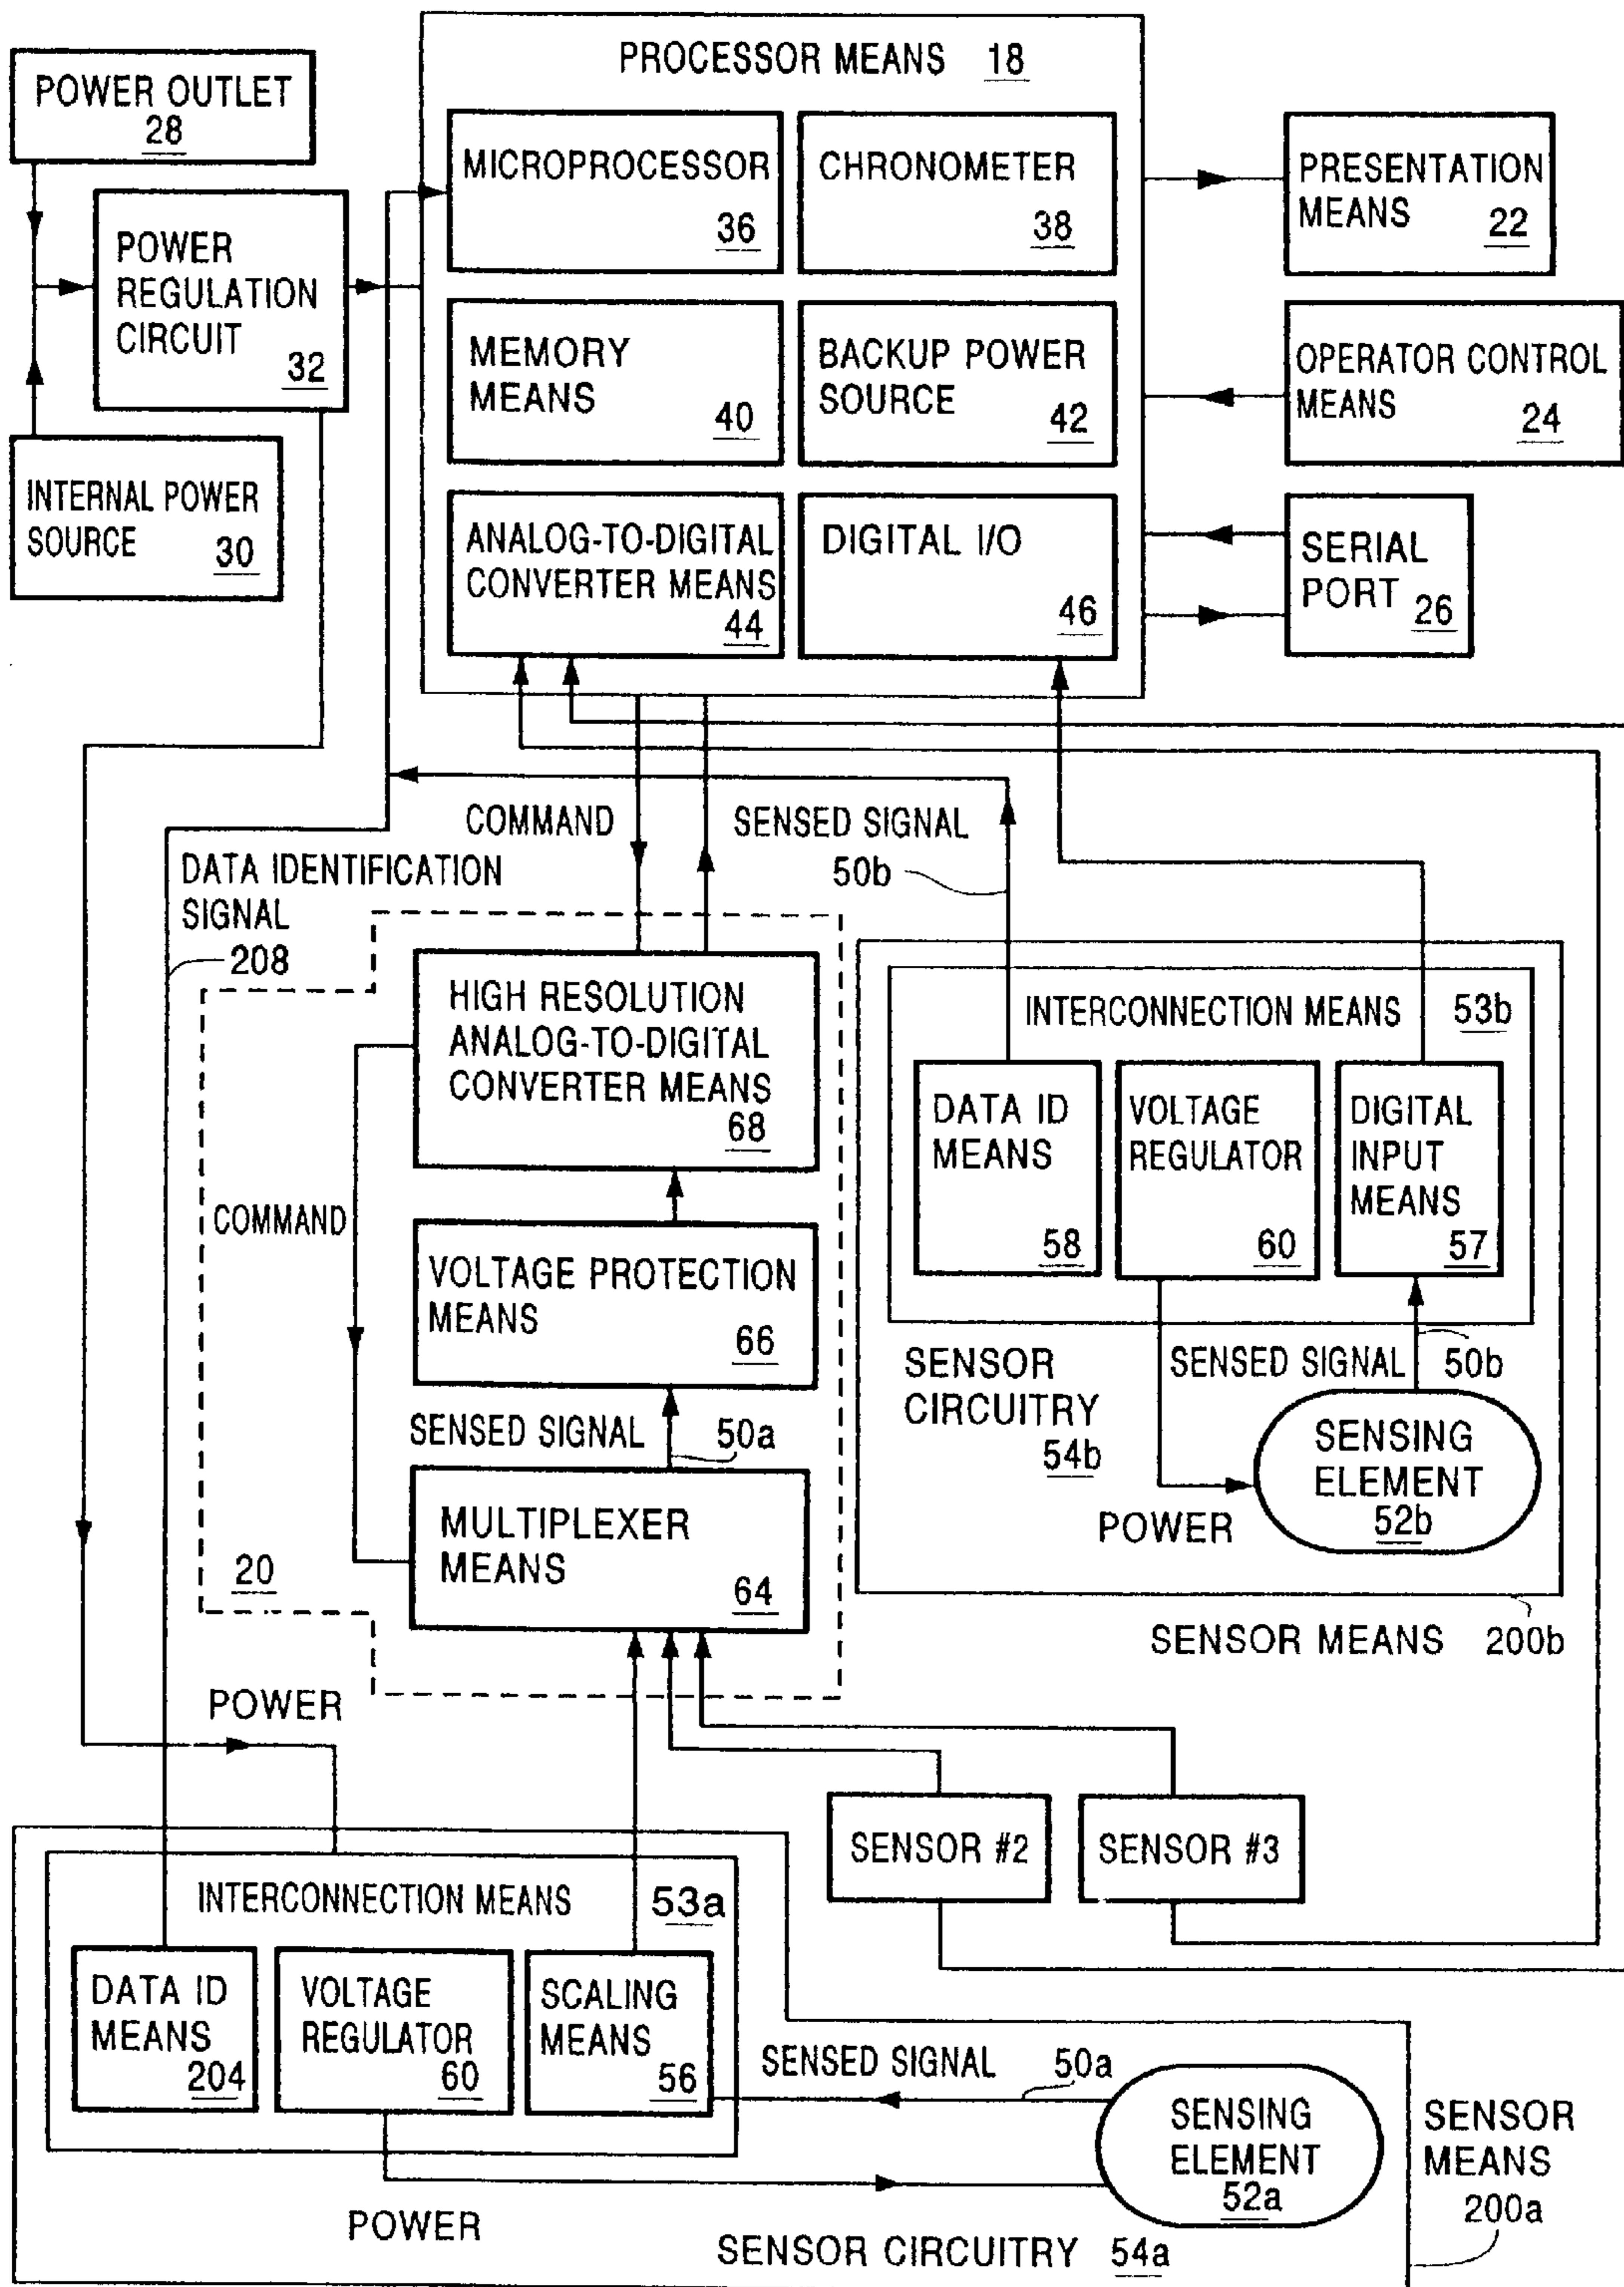 PROCESSOR MEANS 18
POWER OUTLET
28
MICROPROCESSOR
36
CHRONOMETER
38
PRESENTATION
MEANS 22
POWER
REGULATION
CIRCUIT
32
MEMORY
MEANS
40
BACKUP POWER
SOURCE
42
OPERATOR CONTROL
MEANS
24
INTERNAL POWER
SOURCE
30
ANALOG-TO-DIGITAL
CONVERTER MEANS
44
DIGITAL I/O
46
SERIAL
PORT
26
COMMAND
SENSED SIGNAL
50b
DATA IDENTIFICATION
SIGNAL
208
HIGH RESOLUTION
ANALOG-TO-DIGITAL
CONVERTER MEANS
68
INTERCONNECTION MEANS 53b
DATA ID
MEANS
58
VOLTAGE
REGULATOR
60
DIGITAL
INPUT
MEANS
57
COMMAND
VOLTAGE PROTECTION
MEANS
66
SENSOR
CIRCUITRY
54b
SENSED SIGNAL 50b
SENSED SIGNAL 50a
SENSING
ELEMENT
52b
POWER
MULTIPLEXER
MEANS
64
20
SENSOR MEANS 200b
POWER
SENSOR #2
SENSOR #3
INTERCONNECTION MEANS 53a
DATA ID
MEANS
204
VOLTAGE
REGULATOR
60
SCALING
MEANS
56
SENSED SIGNAL 50a
SENSING
ELEMENT
52a
SENSOR
MEANS
200a
POWER
SENSOR CIRCUITRY 54a